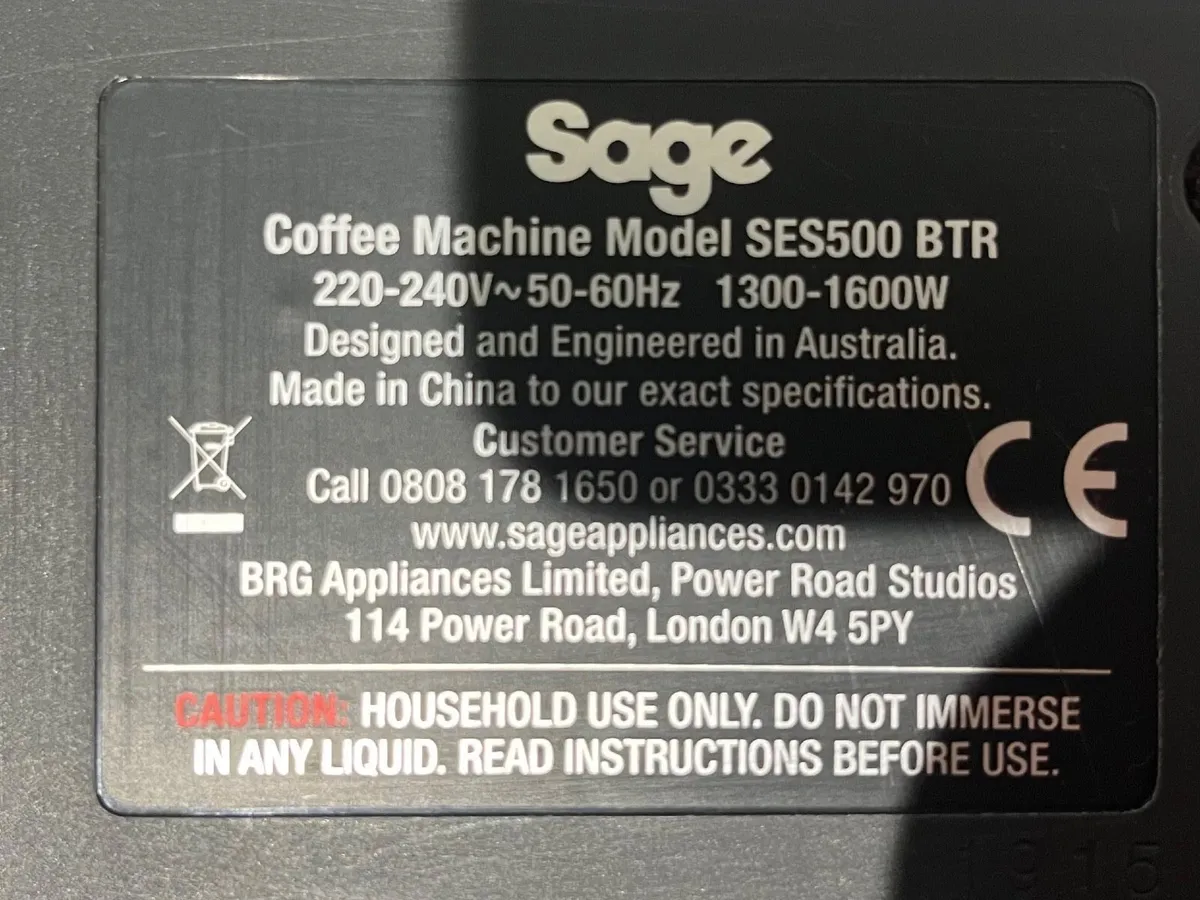 Sage
Coffee Machine Model SES500 BTR
220-240V~50-60Hz 1300-1600W
Designed and Engineered in Australia.
Made in China to our exact specifications.
Customer Service
Call 0808 178 1650 or 0333 0142 970
www.sageappliances.com
BRG Appliances Limited, Power Road Studios
114 Power Road, London W4 5PY
CE
CAUTION: HOUSEHOLD USE ONLY. DO NOT IMMERSE
IN ANY LIQUID. READ INSTRUCTIONS BEFORE USE.
1915